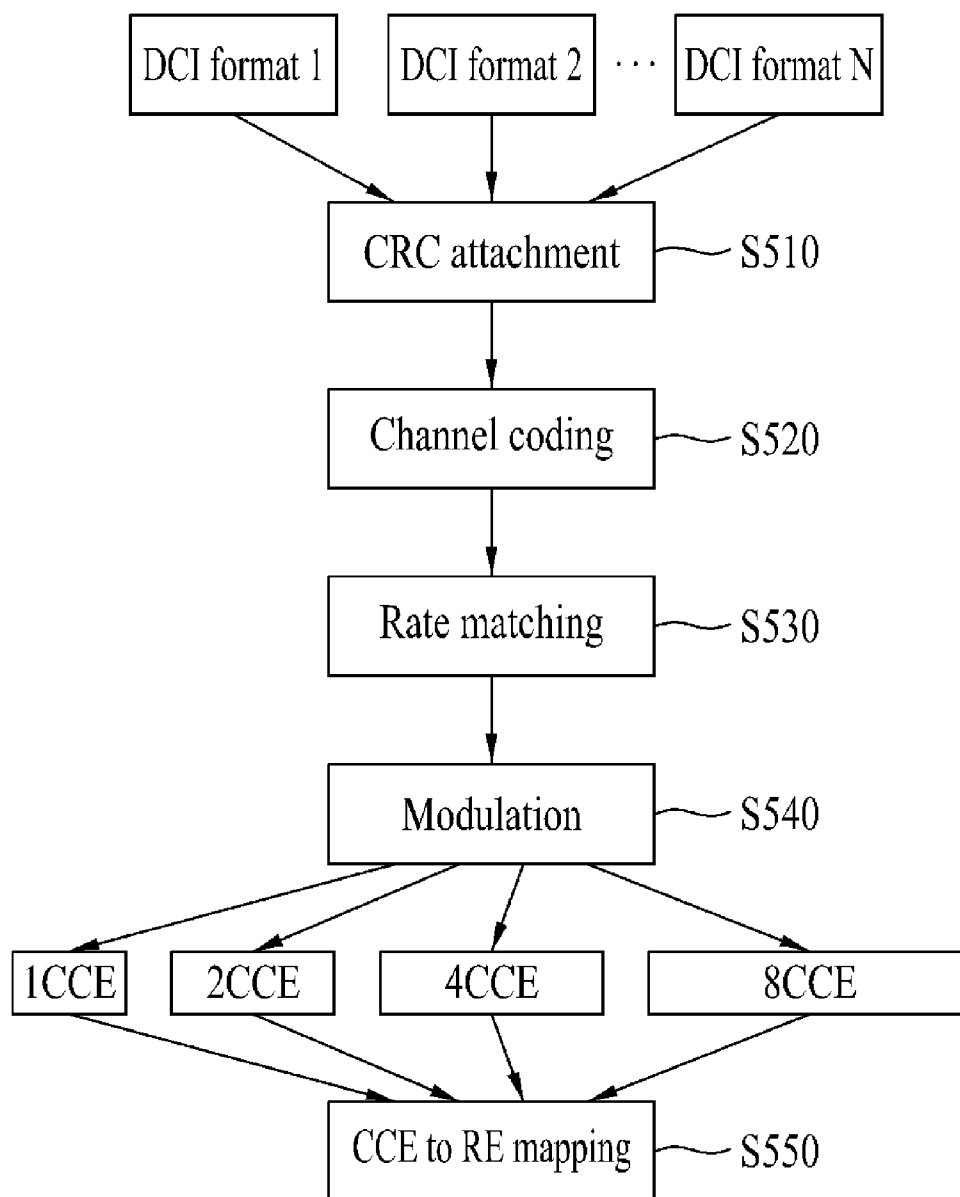 DCI format 1
DCI format 2
...
DCI format N
CRC attachment
S510
Channel coding
S520
Rate matching
S530
Modulation
S540
1CCE
2CCE
4CCE
8CCE
CCE to RE mapping
S550